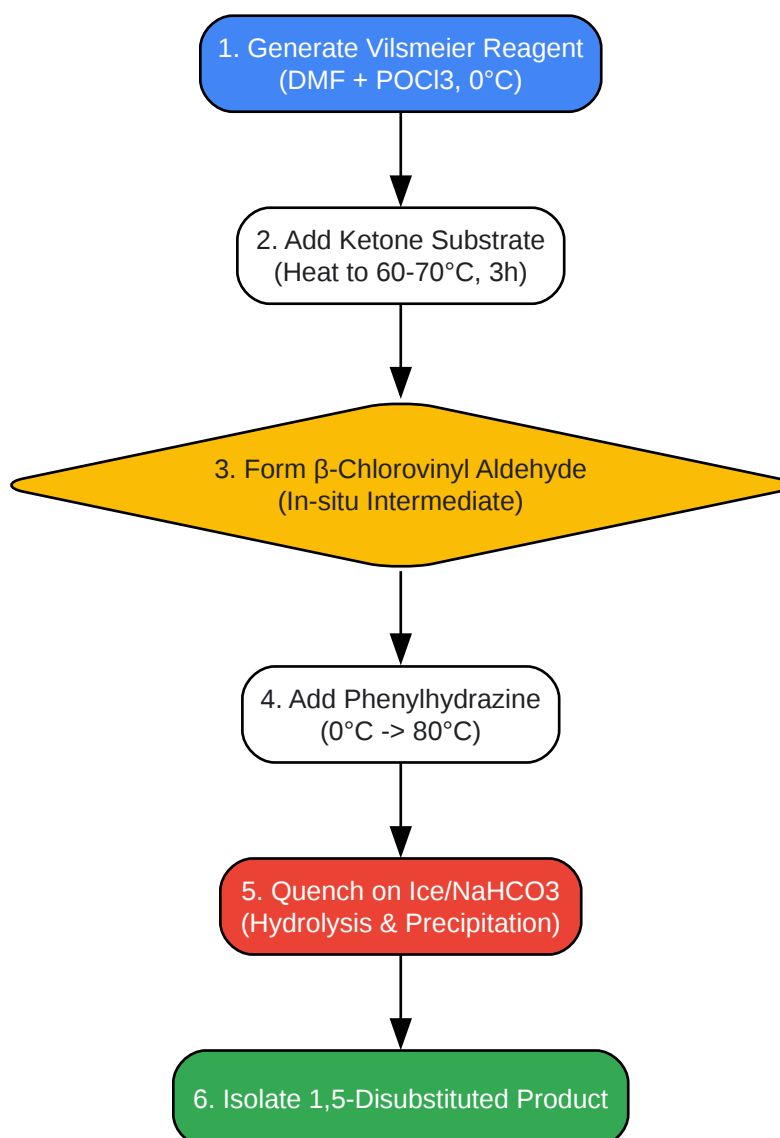 1. Generate Vilsmeier Reagent
(DMF + POCl3, 0°C)
2. Add Ketone Substrate
(Heat to 60-70°C, 3h)
3. Form β-Chlorovinyl Aldehyde
(In-situ Intermediate)
4. Add Phenylhydrazine
(0°C -> 80°C)
5. Quench on Ice/NaHCO3
(Hydrolysis & Precipitation)
6. Isolate 1,5-Disubstituted Product